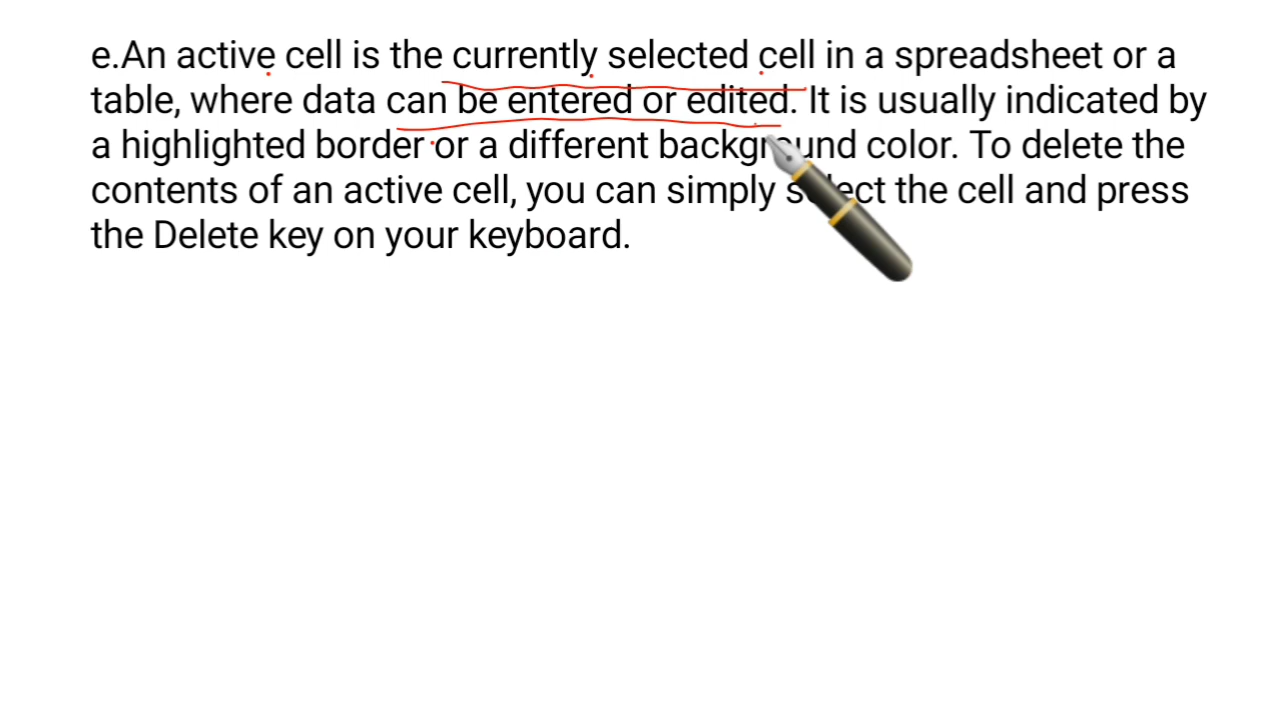 e.An active cell is the currently selected cell in a spreadsheet or a
table, where data can be entered or edited. It is usually indicated by
a highlighted border or a different background color. To delete the
contents of an active cell, you can simply select the cell and press
the Delete key on your keyboard.